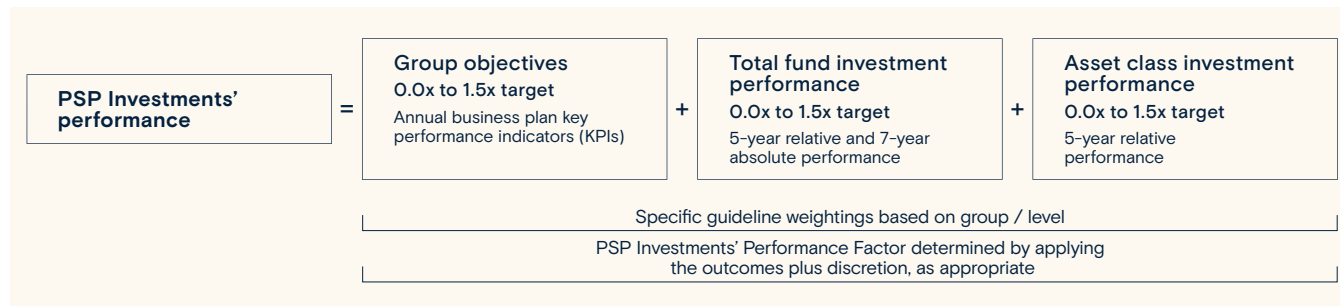 PSP Investments’
performance
=
Group objectives
0.0x to 1.5x target
Annual business plan key
performance indicators (KPIs)
+
Total fund investment
performance
0.0x to 1.5x target
5-year relative and 7-year
absolute performance
+
Asset class investment
performance
0.0x to 1.5x target
5-year relative
performance
Specific guideline weightings based on group / level
PSP Investments’ Performance Factor determined by applying
the outcomes plus discretion, as appropriate